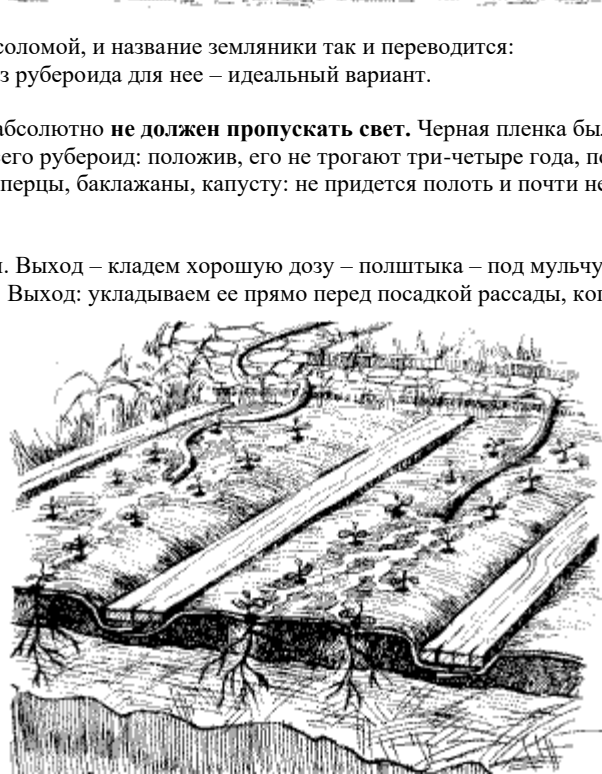 соломой, и название земляники так и переводится:
з рубероида для нее – идеальный вариант.
абсолютно не должен пропускать свет. Черная пленка бы
его рубероид: положив, его не трогают три-четыре года, п
перцы, баклажаны, капусту: не придется полоть и почти не
. Выход – кладем хорошую дозу – полштыка – под мульчу
Выход: укладываем ее прямо перед посадкой рассады, ко